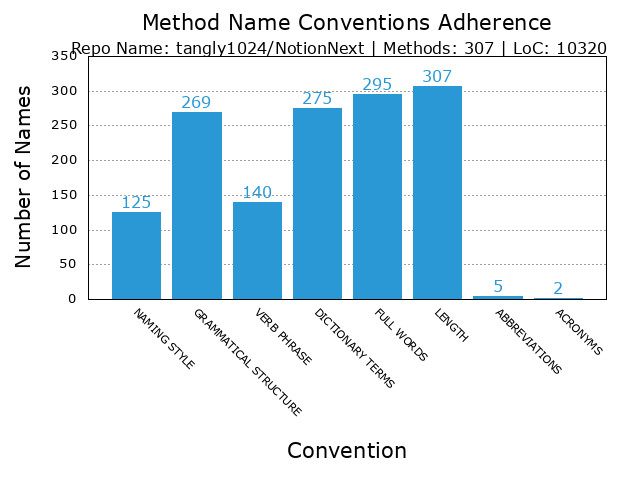 Method Name Conventions Adherence
Repo Name: tangly1024/NotionNext | Methods: 307 | LoC: 10320
Number of Names
350
300
250
200
150
100
50
0
125
269
140
275
295
307
5
2
NAMING STYLE
GRAMMATICAL STRUCTURE
VERB PHRASE
DICTIONARY TERMS
FULL WORDS
LENGTH
ABBREVIATIONS
ACRONYMS
Convention